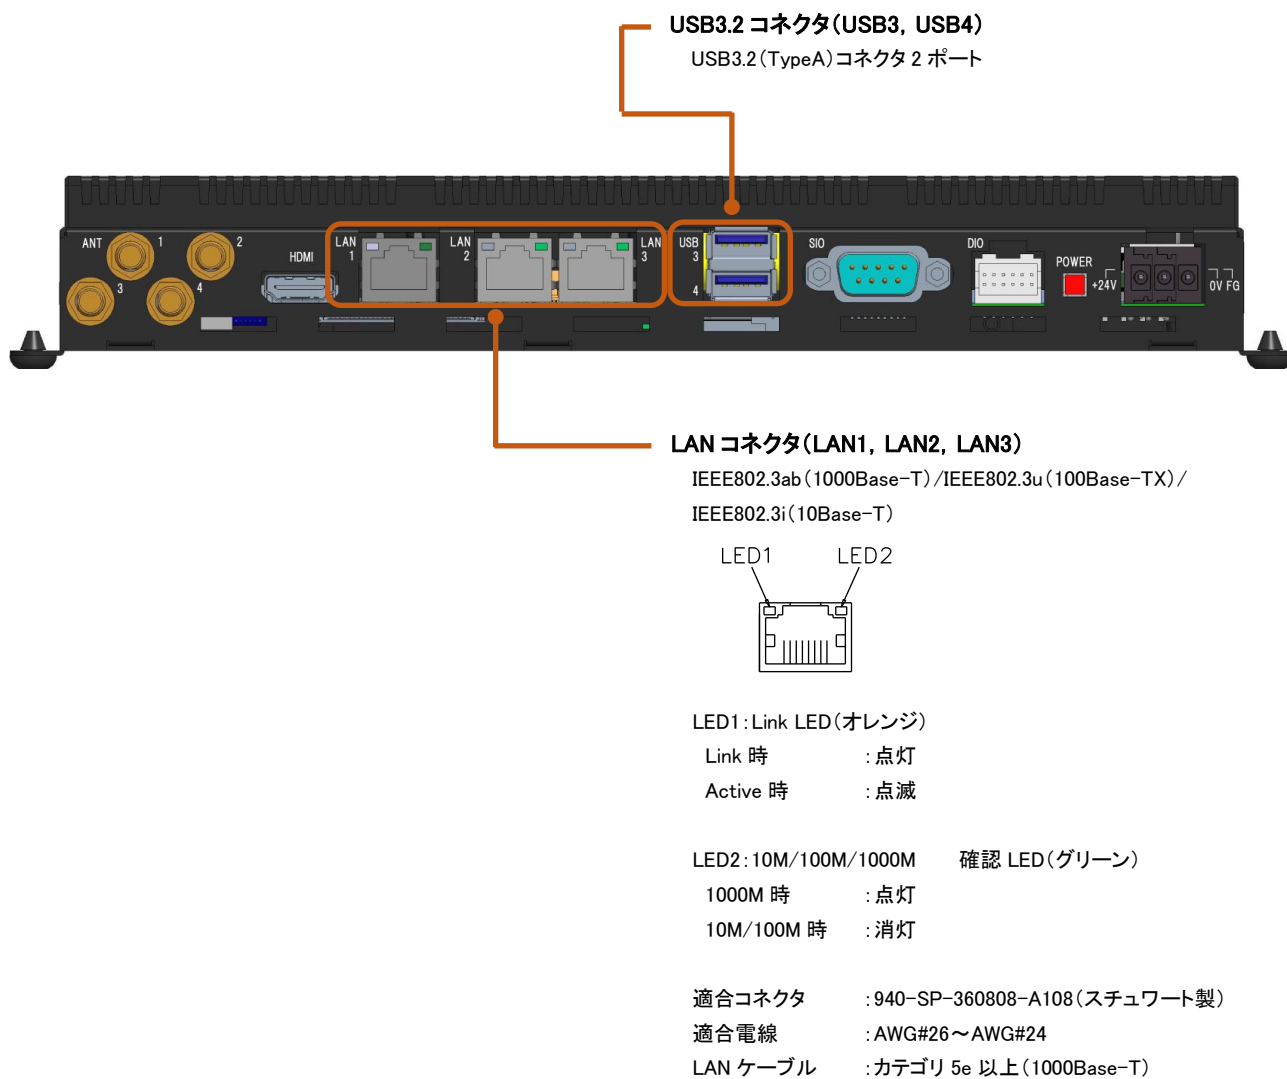 USB3.2 コネクタ(USB3, USB4)
USB3.2(TypeA)コネクタ 2 ポート
ANT 1 2 3 4
HDMI
LAN 1
LAN 2
LAN 3
USB 3 4
SIO
DIO
POWER
+24V
0V FG
LAN コネクタ(LAN1, LAN2, LAN3)
IEEE802.3ab(1000Base-T)/IEEE802.3u(100Base-TX)/
IEEE802.3i(10Base-T)
LED1 LED2
LED1:Link LED(オレンジ)
Link 時 :点灯
Active 時 :点滅
LED2:10M/100M/1000M 確認 LED(グリーン)
1000M 時 :点灯
10M/100M 時 :消灯
適合コネクタ :940-SP-360808-A108(スチュワート製)
適合電線 :AWG#26～AWG#24
LAN ケーブル :カテゴリ 5e 以上(1000Base-T)